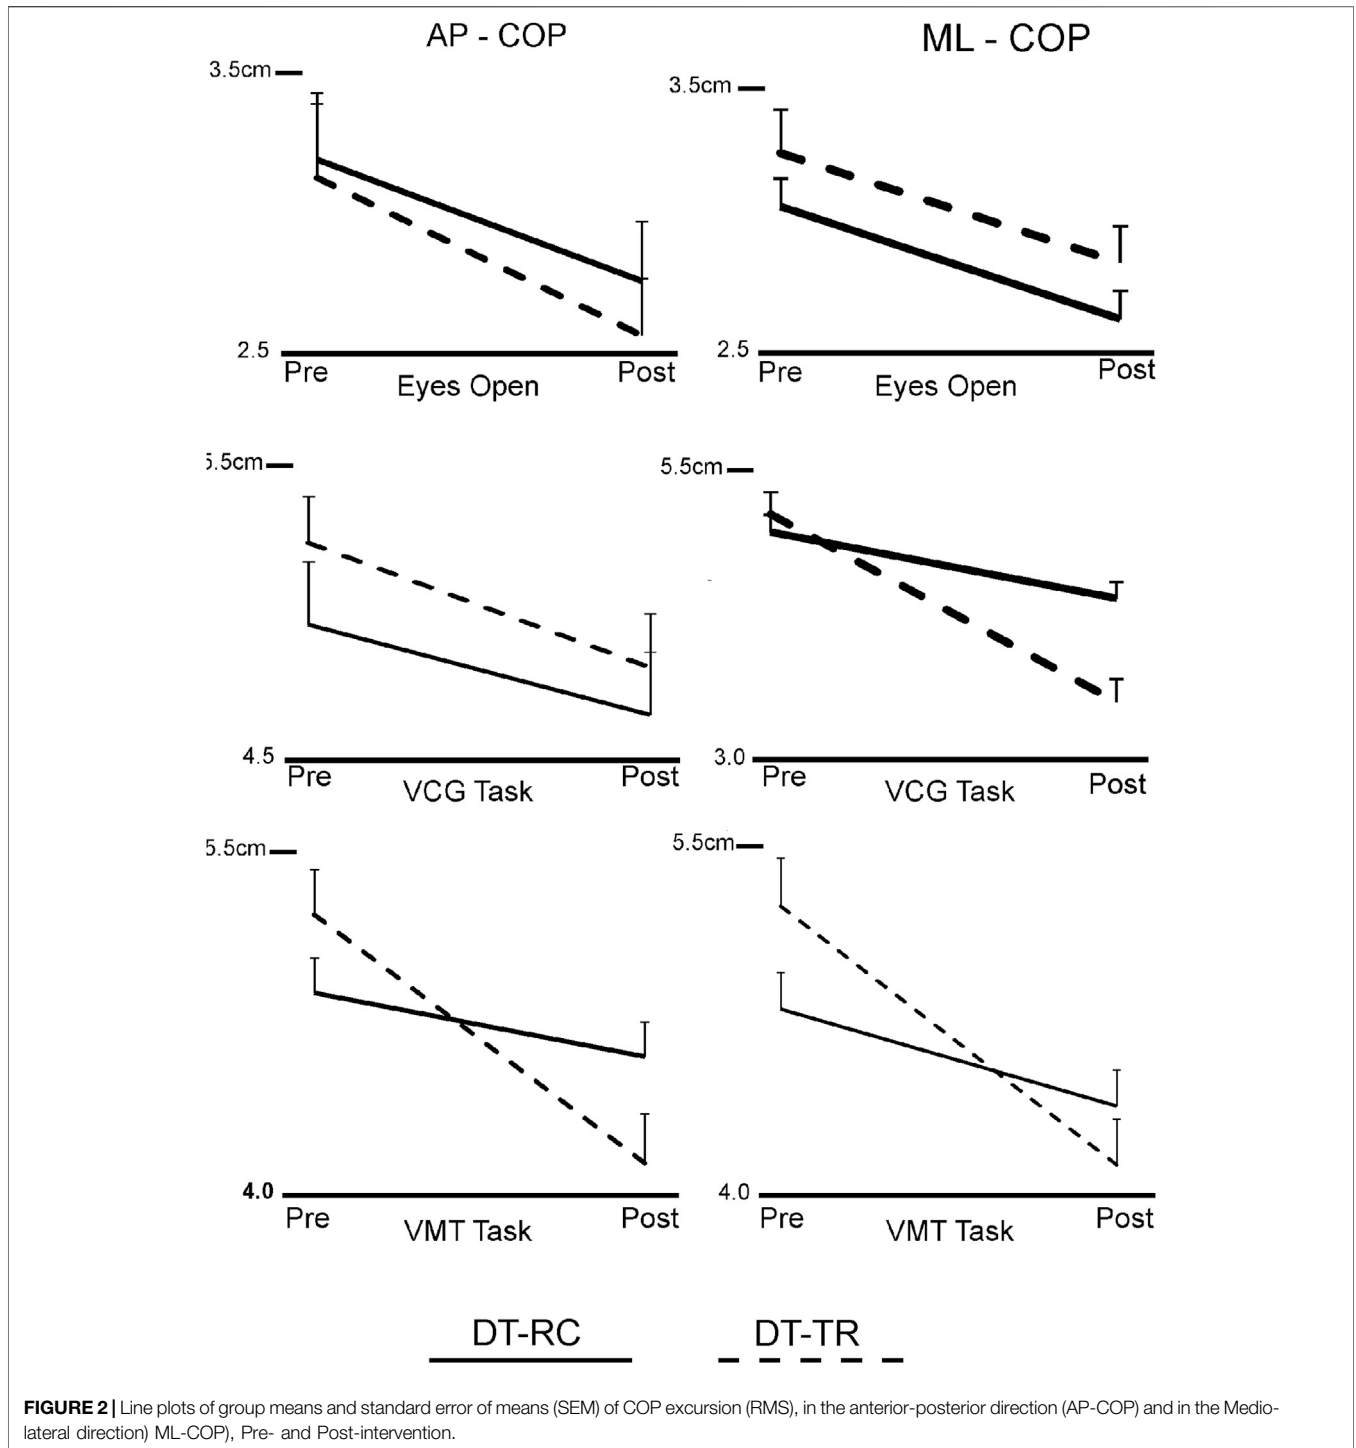 AP - COP
ML - COP
3.5cm
3.5cm
2.5
Pre
Eyes Open
Post
2.5
Pre
Eyes Open
Post
5.5cm
5.5cm
4.5
Pre
VCG Task
Post
3.0
Pre
VCG Task
Post
5.5cm
5.5cm
4.0
Pre
VMT Task
Post
4.0
Pre
VMT Task
Post
DT-RC
DT-TR
FIGURE 2 | Line plots of group means and standard error of means (SEM) of COP excursion (RMS), in the anterior-posterior direction (AP-COP) and in the Medio-
lateral direction) ML-COP), Pre- and Post-intervention.